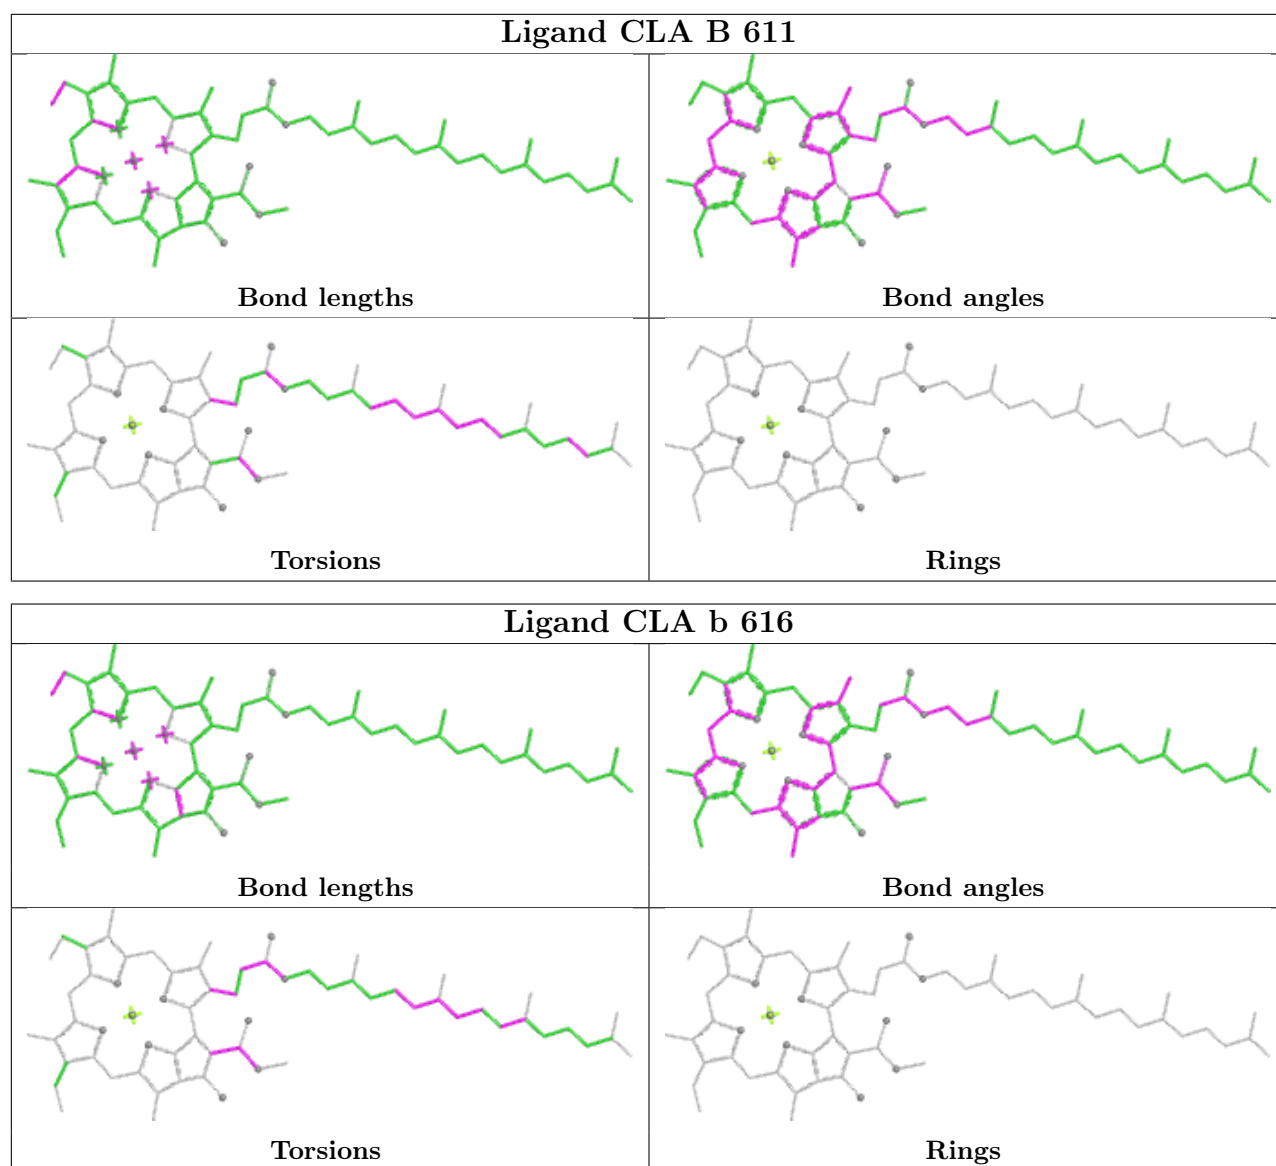 Ligand CLA B 611
Bond lengths
Bond angles
Torsions
Rings
Ligand CLA b 616
Bond lengths
Bond angles
Torsions
Rings